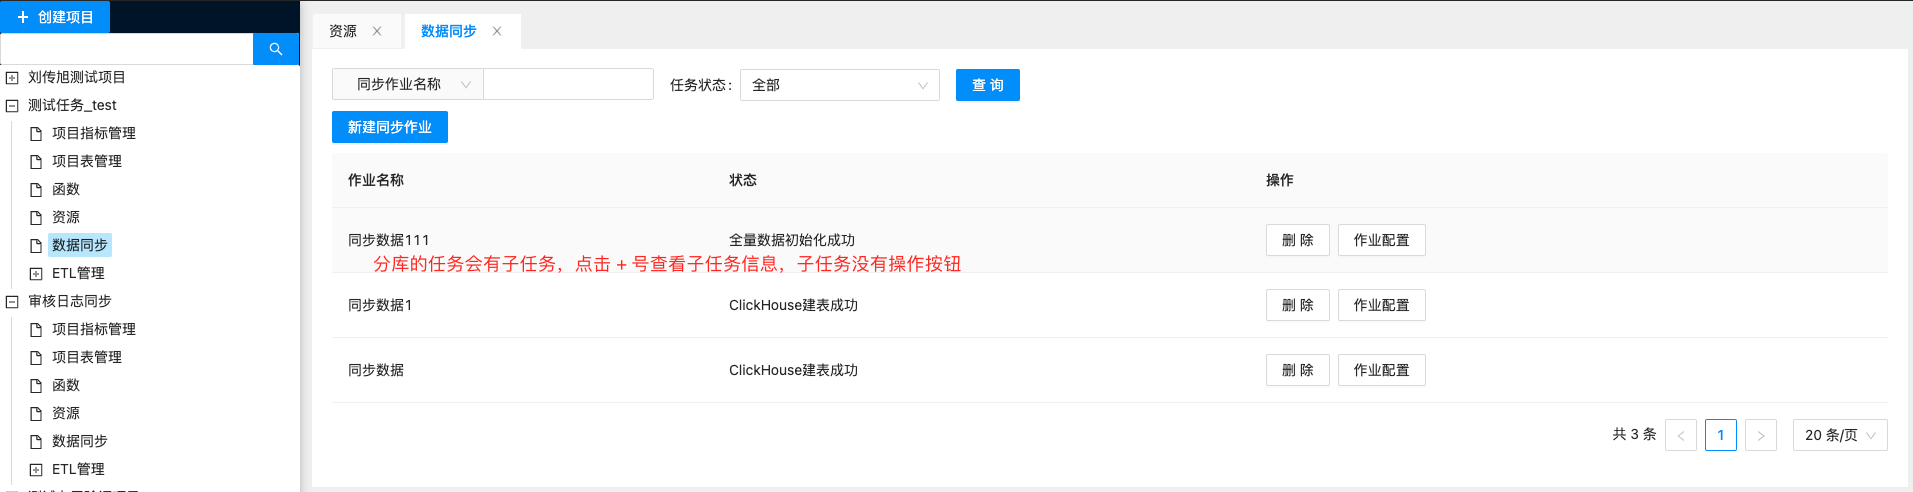 创建项目
刘传旭测试项目
测试任务_test
项目指标管理
项目表管理
函数
资源
数据同步
ETL管理
审核日志同步
项目指标管理
项目表管理
函数
资源
数据同步
ETL管理
资源
数据同步
同步作业名称
任务状态：
全部
查 询
新建同步作业
作业名称 状态 操作
同步数据111 全量数据初始化成功 删 除 作业配置
分库的任务会有子任务，点击 + 号查看子任务信息，子任务没有操作按钮
同步数据1 ClickHouse建表成功 删 除 作业配置
同步数据 ClickHouse建表成功 删 除 作业配置
共 3 条 < 1 > 20 条/页